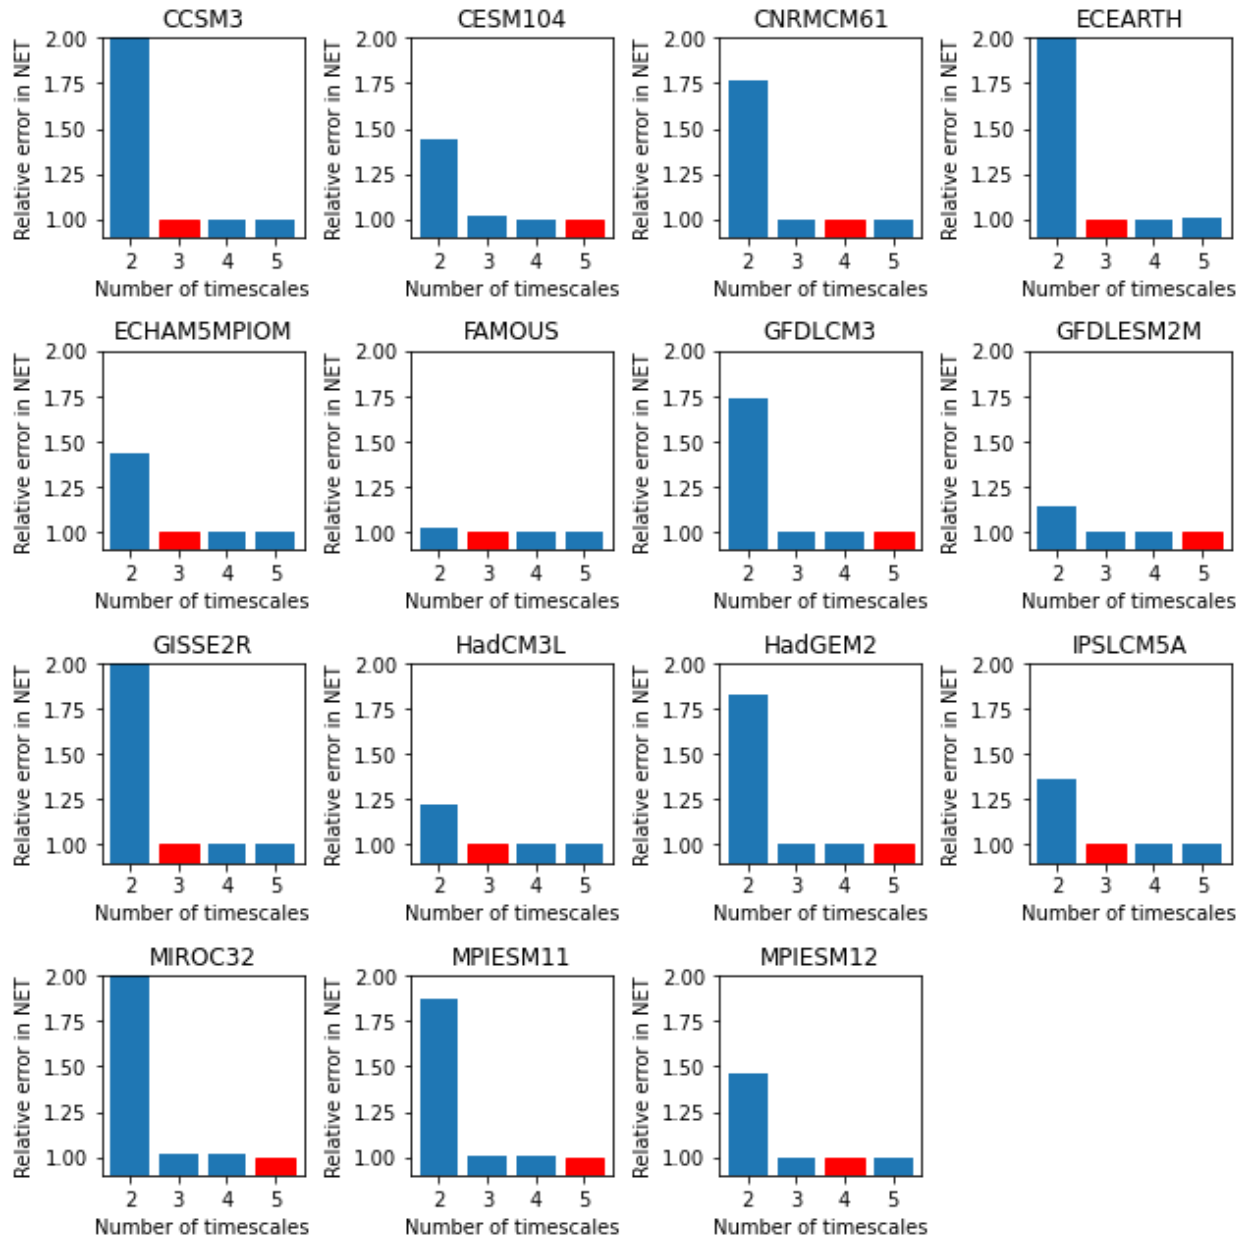 CCSM3
Relative error in NET
2.00
1.75
1.50
1.25
1.00
2 3 4 5
Number of timescales
CESM104
Relative error in NET
2.00
1.75
1.50
1.25
1.00
2 3 4 5
Number of timescales
CNRMCM61
Relative error in NET
2.00
1.75
1.50
1.25
1.00
2 3 4 5
Number of timescales
ECEARTH
Relative error in NET
2.00
1.75
1.50
1.25
1.00
2 3 4 5
Number of timescales
ECHAM5MPIOM
Relative error in NET
2.00
1.75
1.50
1.25
1.00
2 3 4 5
Number of timescales
FAMOUS
Relative error in NET
2.00
1.75
1.50
1.25
1.00
2 3 4 5
Number of timescales
GFDLCM3
Relative error in NET
2.00
1.75
1.50
1.25
1.00
2 3 4 5
Number of timescales
GFDLESM2M
Relative error in NET
2.00
1.75
1.50
1.25
1.00
2 3 4 5
Number of timescales
GISSE2R
Relative error in NET
2.00
1.75
1.50
1.25
1.00
2 3 4 5
Number of timescales
HadCM3L
Relative error in NET
2.00
1.75
1.50
1.25
1.00
2 3 4 5
Number of timescales
HadGEM2
Relative error in NET
2.00
1.75
1.50
1.25
1.00
2 3 4 5
Number of timescales
IPSLCM5A
Relative error in NET
2.00
1.75
1.50
1.25
1.00
2 3 4 5
Number of timescales
MIROC32
Relative error in NET
2.00
1.75
1.50
1.25
1.00
2 3 4 5
Number of timescales
MPIESM11
Relative error in NET
2.00
1.75
1.50
1.25
1.00
2 3 4 5
Number of timescales
MPIESM12
Relative error in NET
2.00
1.75
1.50
1.25
1.00
2 3 4 5
Number of timescales